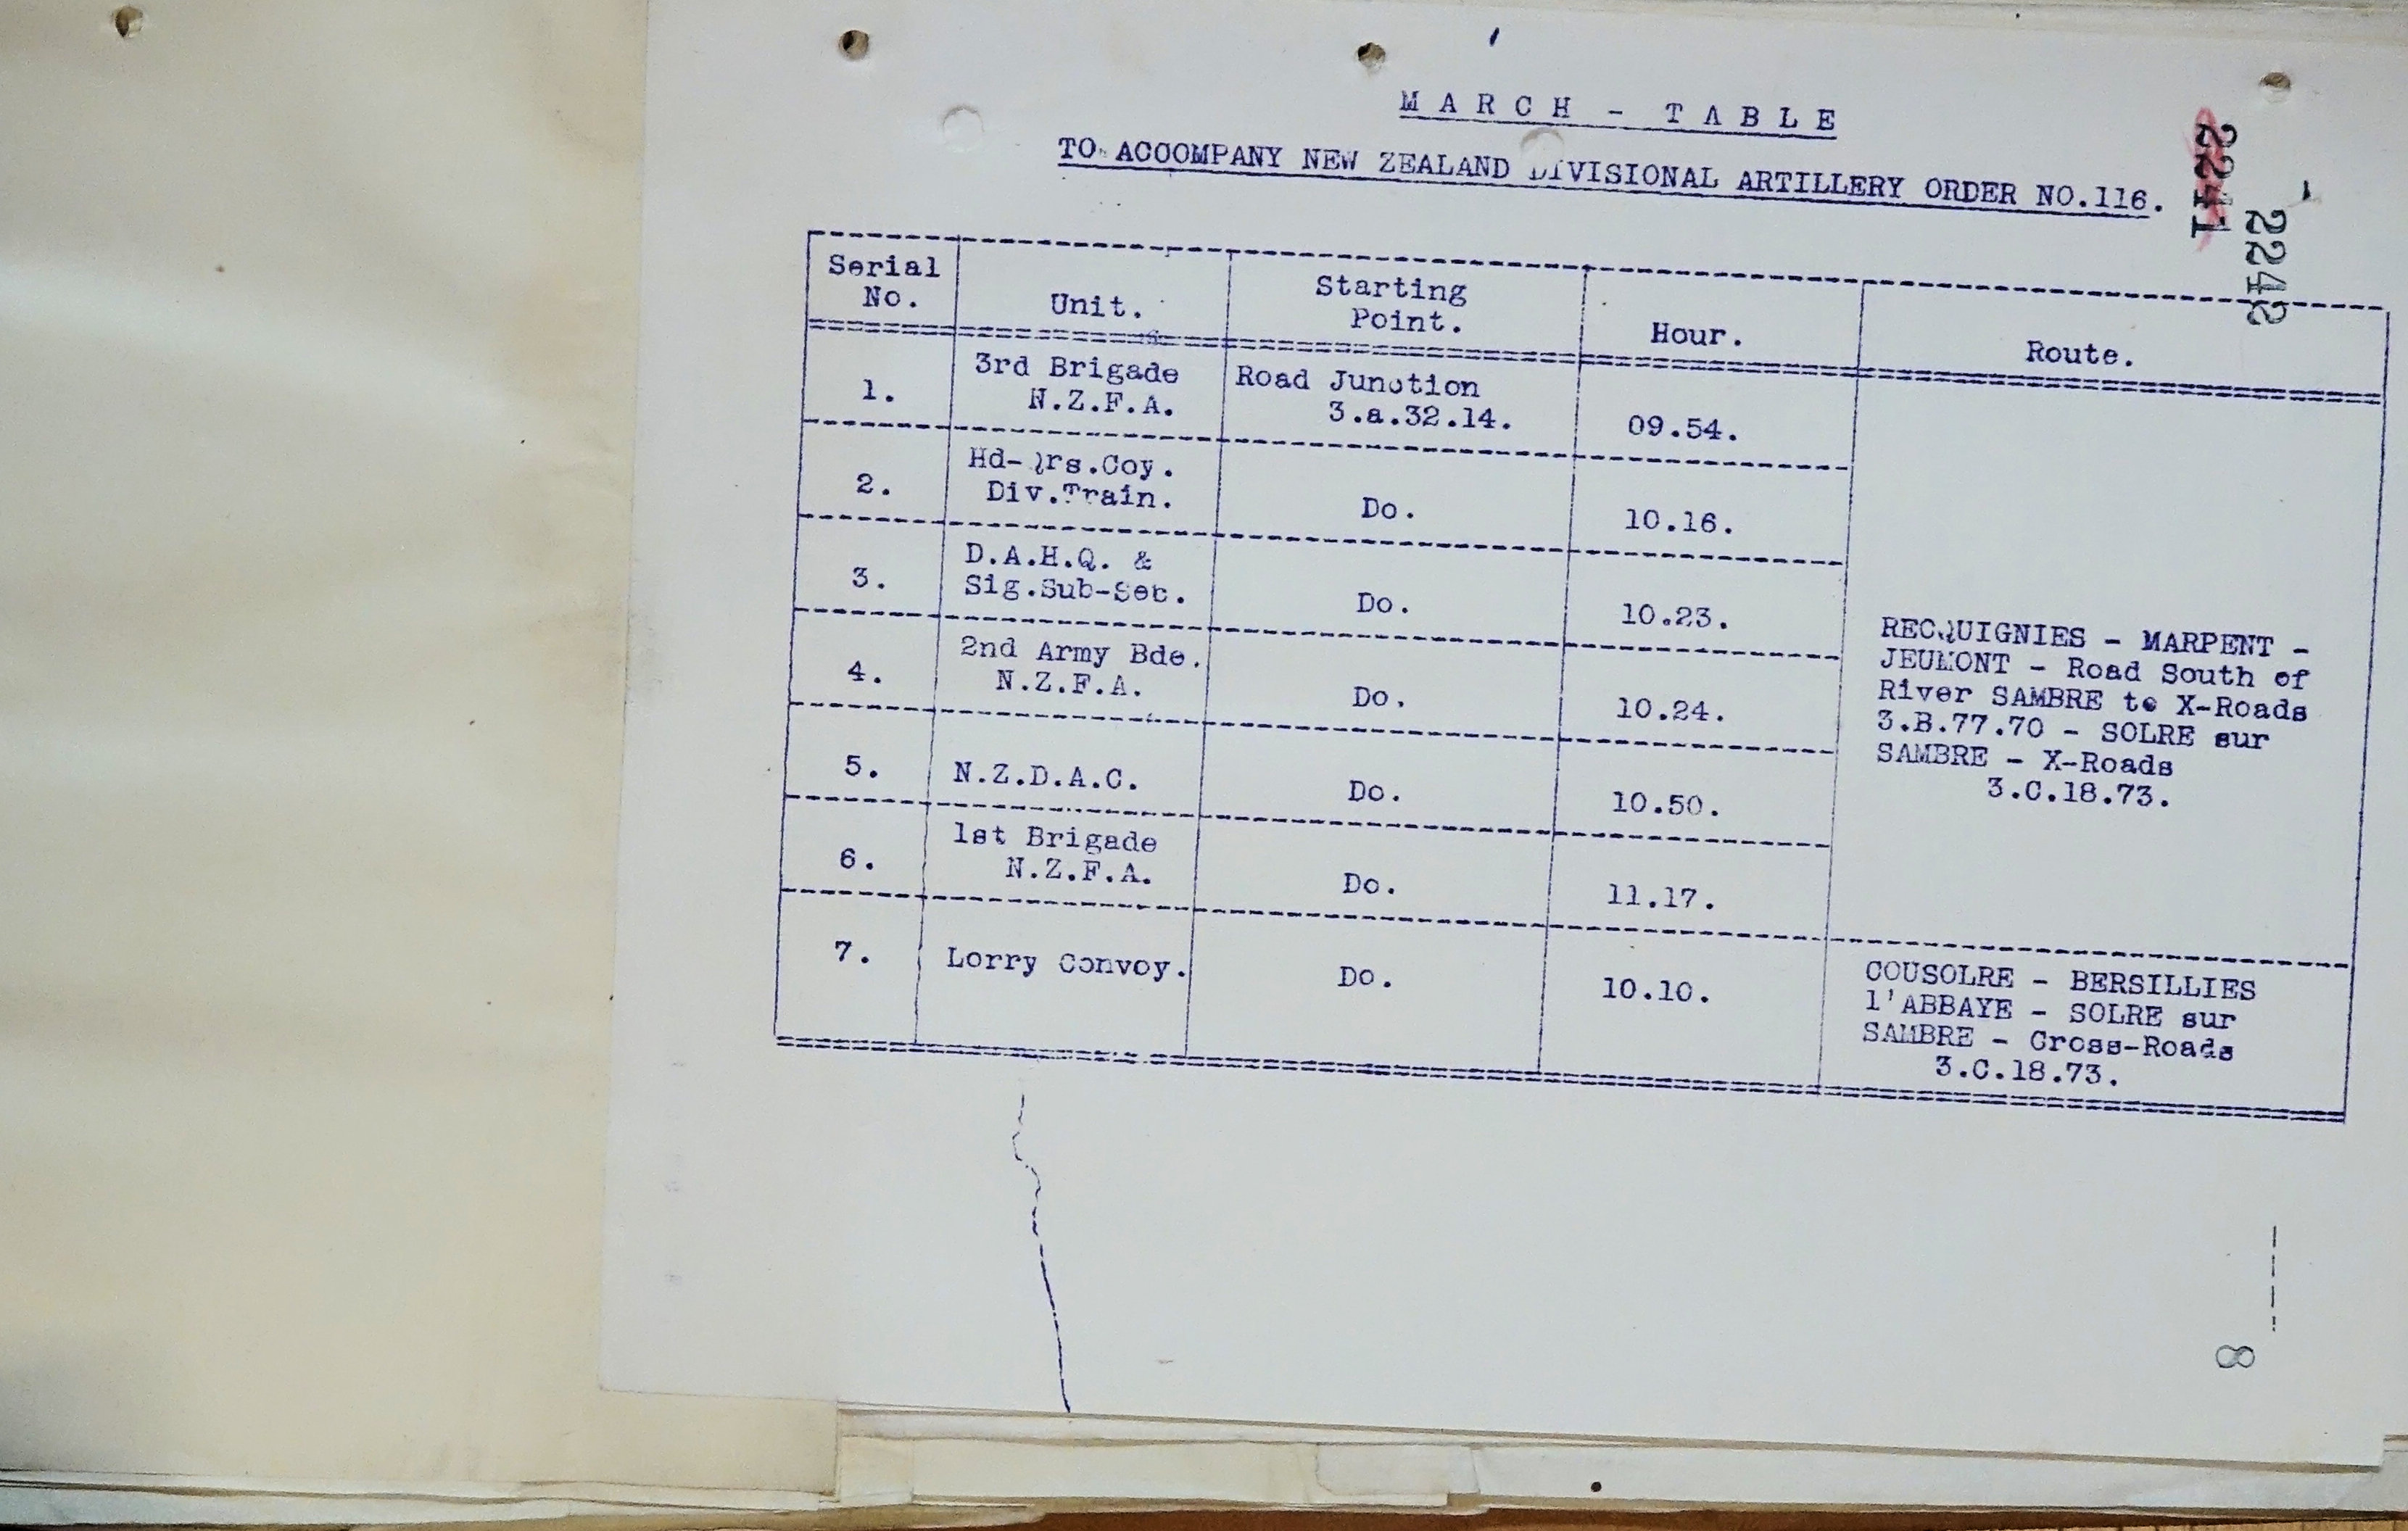 MARCH - TABLE
TO ACCOMPANY NEW ZEALAND DIVISIONAL ARTILLERY ORDER NO.116.
2241
2242
Serial No.
Unit.
Starting Point.
Hour.
Route.
1.
3rd Brigade
N.Z.F.A.
Road Junction
3.a.32.14.
09.54.
2.
Hd-Qrs.Coy.
Div.Train.
Do.
10.16.
3.
D.A.H.Q. &
Sig.Sub-Sec.
Do.
10.23.
4.
2nd Army Bde.
N.Z.F.A.
Do.
10.24.
5.
N.Z.D.A.C.
Do.
10.50.
6.
1st Brigade
N.Z.F.A.
Do.
11.17.
RECQUIGNIES - MARPENT -
JEUMONT - Road South of
River SAMBRE to X-Roads
3.B.77.70 - SOLRE sur
SAMBRE - X-Roads
3.C.18.73.
7.
Lorry Convoy.
Do.
10.10.
COUSOLRE - BERSILLIES
l'ABBAYE - SOLRE sur
SAMBRE - Cross-Roads
3.C.18.73.
8